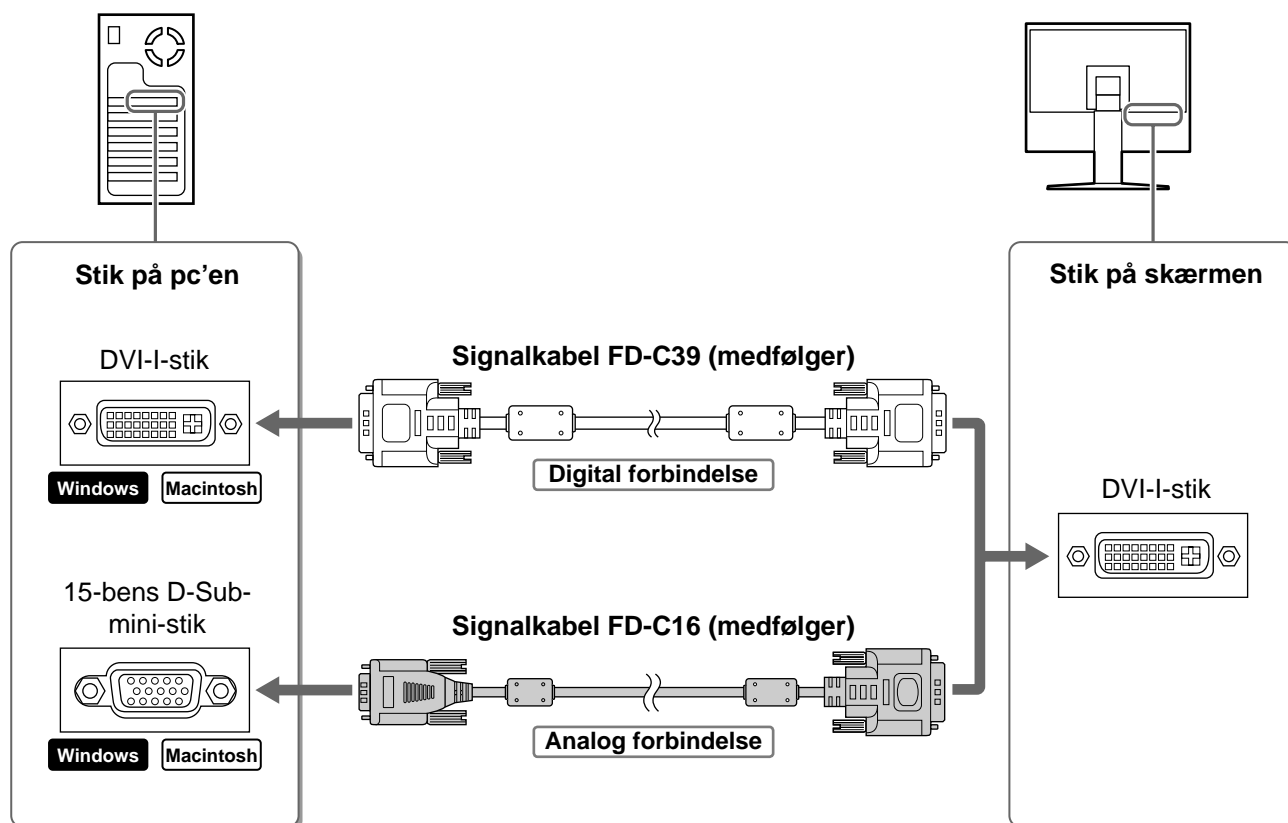 Stik på pc’en
Stik på skærmen
Signalkabel FD-C39 (medfølger)
DVI-I-stik
Digital forbindelse
Windows
Macintosh
DVI-I-stik
15-bens D-Sub-
mini-stik
Signalkabel FD-C16 (medfølger)
Analog forbindelse
Windows
Macintosh